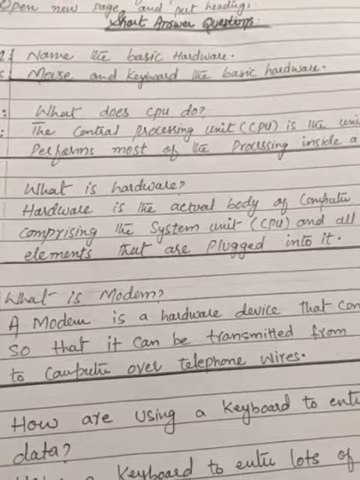 Open new page and put heading.
Short Answer Questions:
Name the basic Hardware.
Mouse and Keyboard the basic hardware.
What does cpu do?
The Central processing unit (CPU) is the
Performs most of the Processing inside a
What is hardware?
Hardware is the actual body of Computer
comprising the System unit (CPU) and all
elements that are plugged into it.
What is Modem?
A Modem is a hardware device that
So that it can be transmitted from
to Computer over telephone wires.
How are using a Keyboard to
data?
a Keyboard to enter lots of